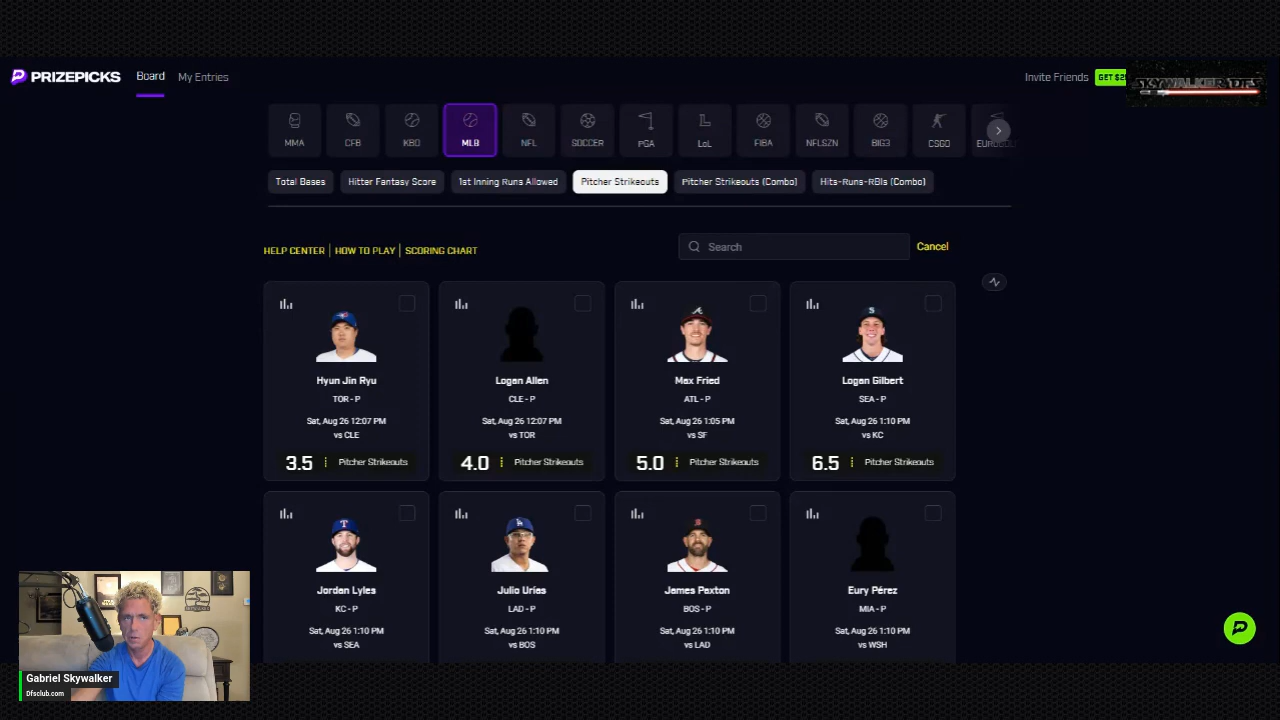 PRIZEPICKS
Board
My Entries
Invite Friends
GET $25
SKYWALKER DFS
MMA
CFB
KBO
MLB
NFL
SOCCER
PGA
LoL
FIBA
NFLSZN
BIG3
CSGO
Total Bases
Hitter Fantasy Score
1st Inning Runs Allowed
Pitcher Strikeouts
Pitcher Strikeouts (Combo)
Hits-Runs-RBIs (Combo)
HELP CENTER | HOW TO PLAY | SCORING CHART
Search
Cancel
Hyun Jin Ryu
TOR - P
Sat, Aug 26 12:07 PM
vs CLE
3.5 Pitcher Strikeouts
Logan Allen
CLE - P
Sat, Aug 26 12:07 PM
vs TOR
4.0 Pitcher Strikeouts
Max Fried
ATL - P
Sat, Aug 26 1:05 PM
vs SF
5.0 Pitcher Strikeouts
Logan Gilbert
SEA - P
Sat, Aug 26 1:10 PM
vs KC
6.5 Pitcher Strikeouts
Jordan Lyles
KC - P
Sat, Aug 26 1:10 PM
vs SEA
Julio Urías
LAD - P
Sat, Aug 26 1:10 PM
vs BOS
James Paxton
BOS - P
Sat, Aug 26 1:10 PM
vs LAD
Eury Pérez
MIA - P
Sat, Aug 26 1:10 PM
vs WSH
Gabriel Skywalker
Dfsclub.com